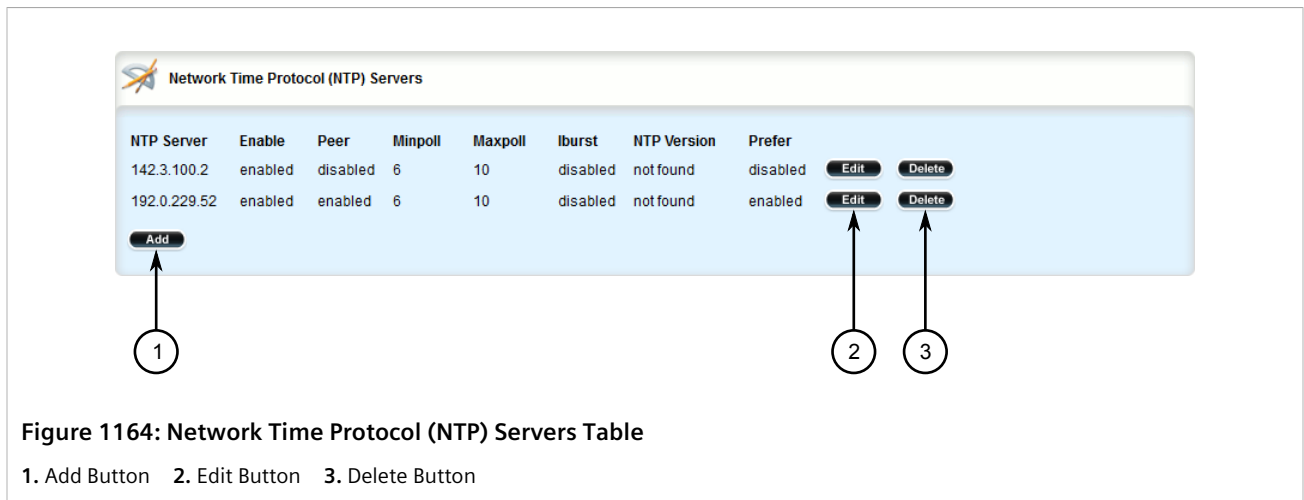 Network Time Protocol (NTP) Servers
NTP Server Enable Peer Minpoll Maxpoll Iburst NTP Version Prefer
142.3.100.2 enabled disabled 6 10 disabled not found disabled Edit Delete
192.0.229.52 enabled enabled 6 10 disabled not found enabled Edit Delete
Add
1 2 3
Figure 1164: Network Time Protocol (NTP) Servers Table
1. Add Button 2. Edit Button 3. Delete Button